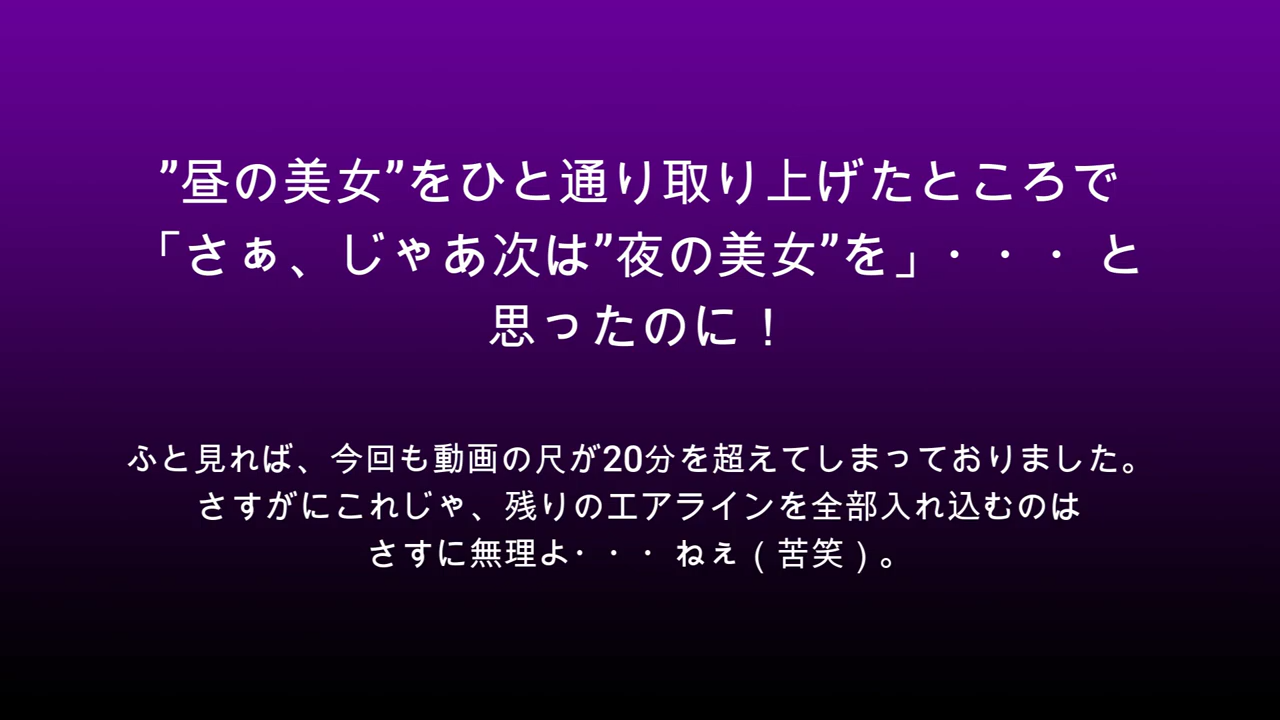 ”昼の美女”をひと通り取り上げたところで
「さぁ、じゃあ次は”夜の美女”を」・・・ と
思ったのに！
ふと見れば、今回も動画の尺が20分を超えてしまっておりました。
さすがにこれじゃ、残りのエアラインを全部入れ込むのは
さすに無理よ・・・ ねぇ（苦笑）。